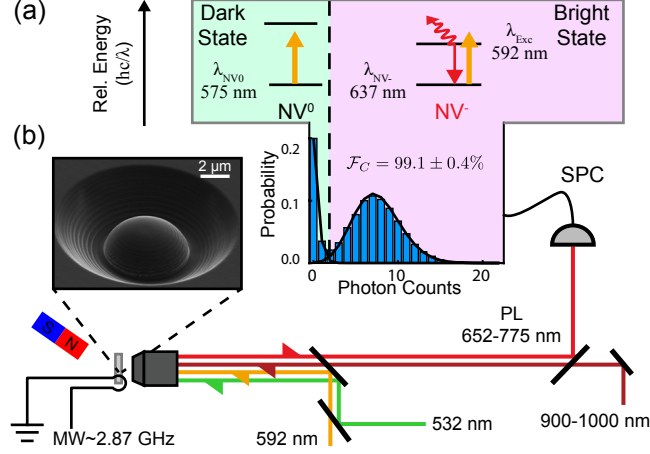 (a)
Rel. Energy
(hc/λ)
Dark
State
λNV0
575 nm
NV⁰
Bright
State
λExc
592 nm
λNV-
637 nm
NV⁻
(b)
2 μm
Probability
0.2
0.1
0.0
ℱC = 99.1 ± 0.4%
0
10
20
Photon Counts
SPC
PL
652-775 nm
S
N
MW~2.87 GHz
592 nm
532 nm
900-1000 nm